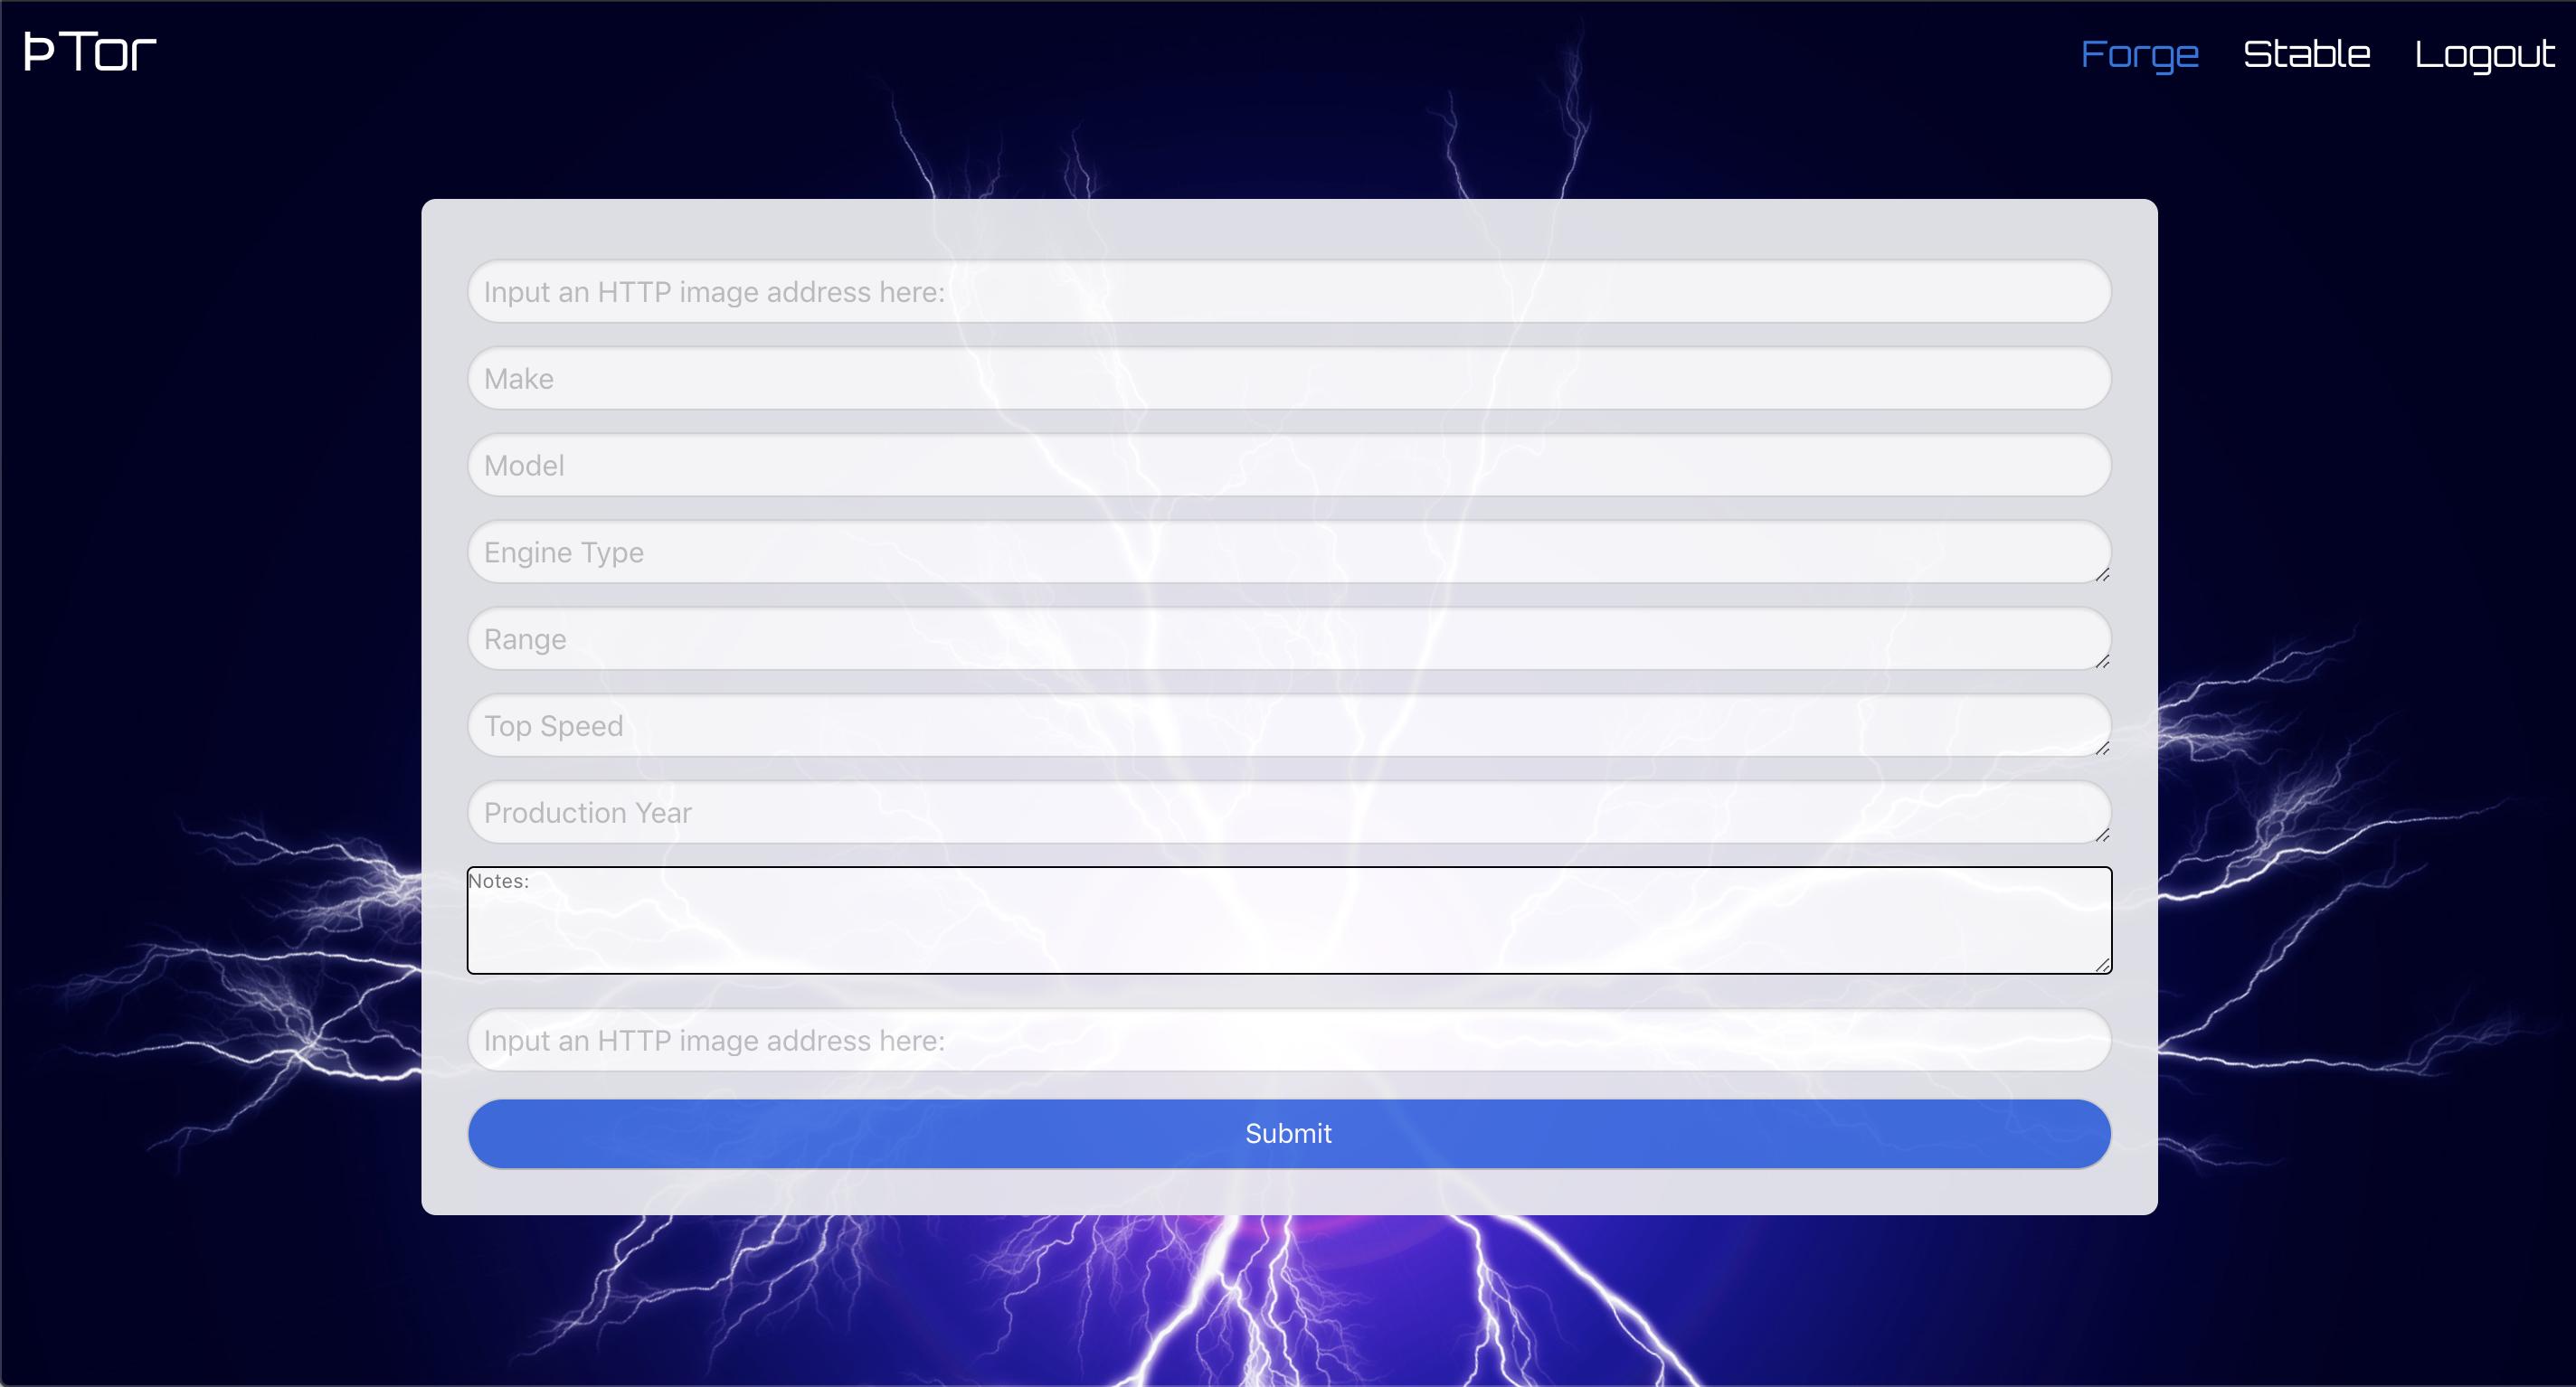 ÞTor
Forge Stable Logout
Input an HTTP image address here:
Make
Model
Engine Type
Range
Top Speed
Production Year
Notes:
Input an HTTP image address here:
Submit